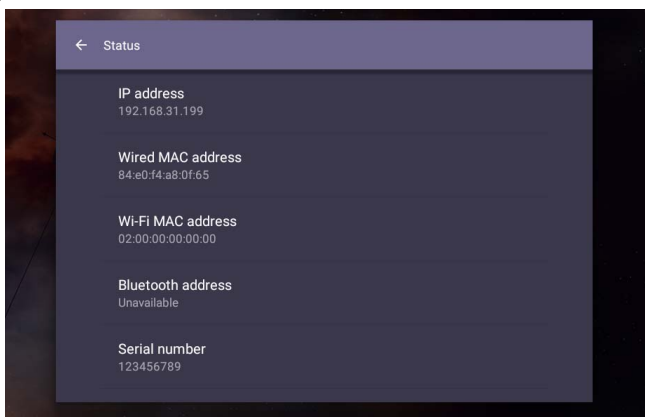 Status
IP address
192.168.31.199
Wired MAC address
84:e0:f4:a8:0f:65
Wi-Fi MAC address
02:00:00:00:00:00
Bluetooth address
Unavailable
Serial number
123456789